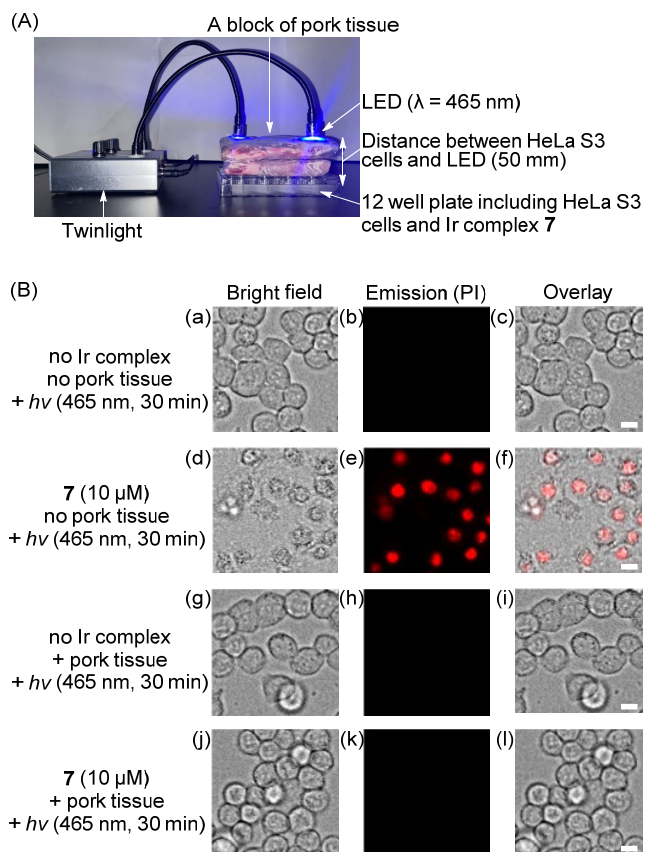 (A)
A block of pork tissue
LED (λ = 465 nm)
Distance between HeLa S3
cells and LED (50 mm)
12 well plate including HeLa S3
cells and Ir complex 7
Twinlight
(B)
Bright field
Emission (PI)
Overlay
(a)
(b)
(c)
no Ir complex
no pork tissue
+ hν (465 nm, 30 min)
(d)
(e)
(f)
7 (10 μM)
no pork tissue
+ hν (465 nm, 30 min)
(g)
(h)
(i)
no Ir complex
+ pork tissue
+ hν (465 nm, 30 min)
(j)
(k)
(l)
7 (10 μM)
+ pork tissue
+ hν (465 nm, 30 min)